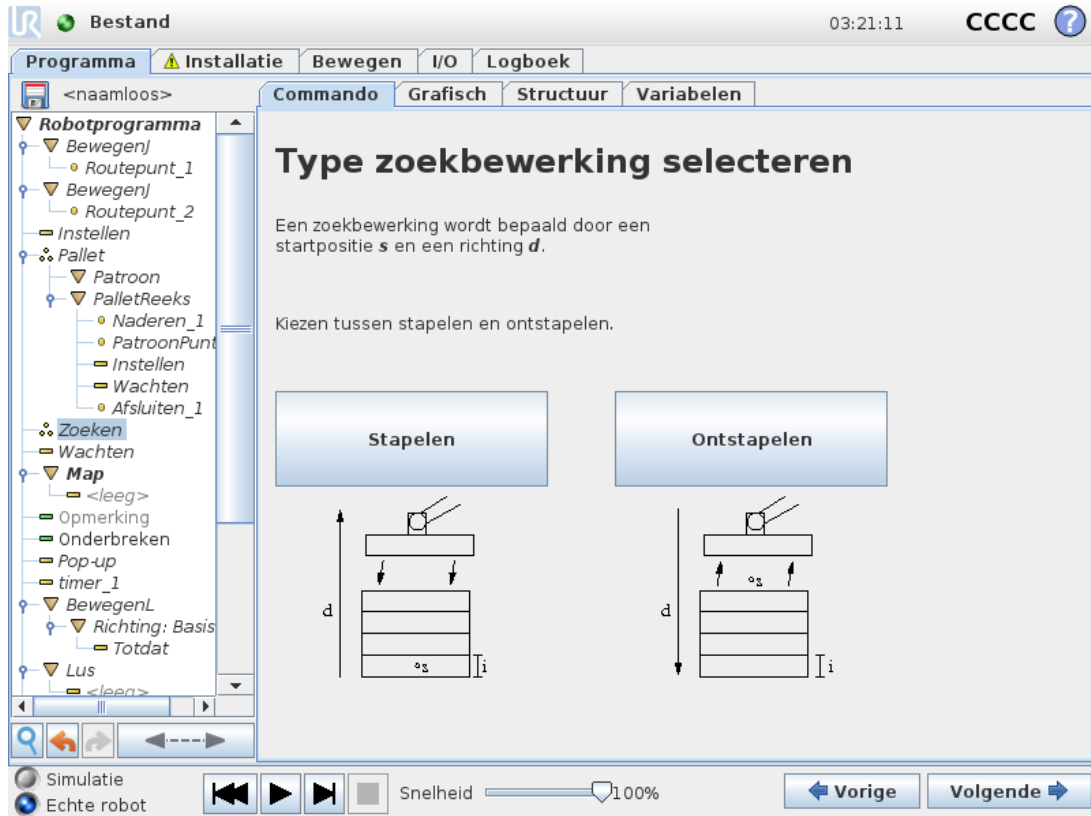 UR Bestand 03:21:11 CCCC ?
Programma Installatie Bewegen I/O Logboek
<naamloos>
Commando Grafisch Structuur Variabelen
Robotprogramma
BewegenJ
Routepunt_1
BewegenJ
Routepunt_2
Instellen
Pallet
Patroon
PalletReeks
Naderen_1
PatroonPunt
Instellen
Wachten
Afsluiten_1
Zoeken
Wachten
Map
<leeg>
Opmerking
Onderbreken
Pop-up
timer_1
BewegenL
Richting: Basis
Totdat
Lus
<leeg>
Type zoekbewerking selecteren
Een zoekbewerking wordt bepaald door een
startpositie s en een richting d.
Kiezen tussen stapelen en ontstapelen.
Stapelen Ontstapelen
d s i
d s i
Simulatie
Echte robot
Snelheid 100%
Vorige Volgende